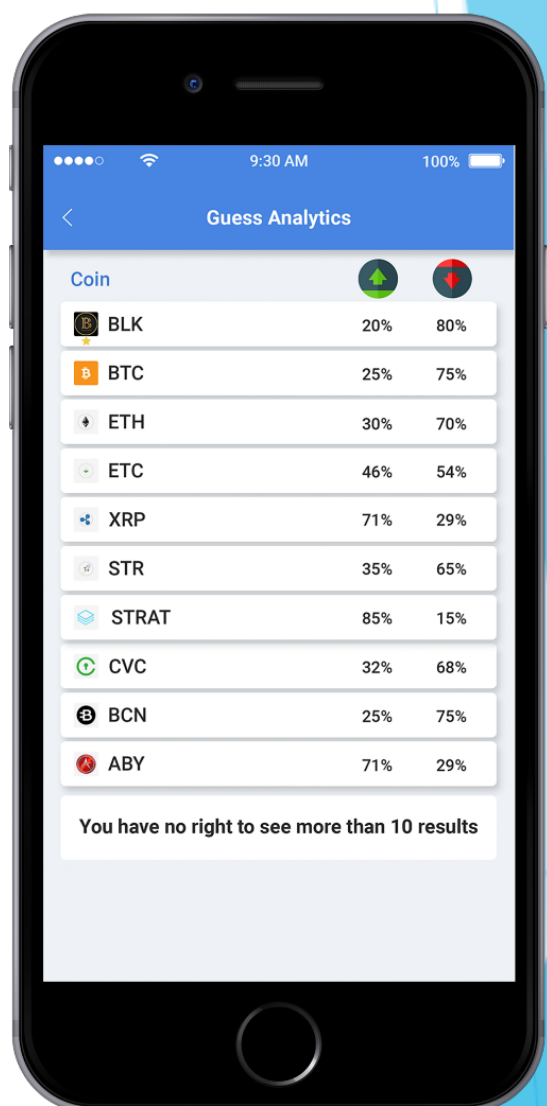 9:30 AM 100%
Guess Analytics
Coin
BLK 20% 80%
BTC 25% 75%
ETH 30% 70%
ETC 46% 54%
XRP 71% 29%
STR 35% 65%
STRAT 85% 15%
CVC 32% 68%
BCN 25% 75%
ABY 71% 29%
You have no right to see more than 10 results